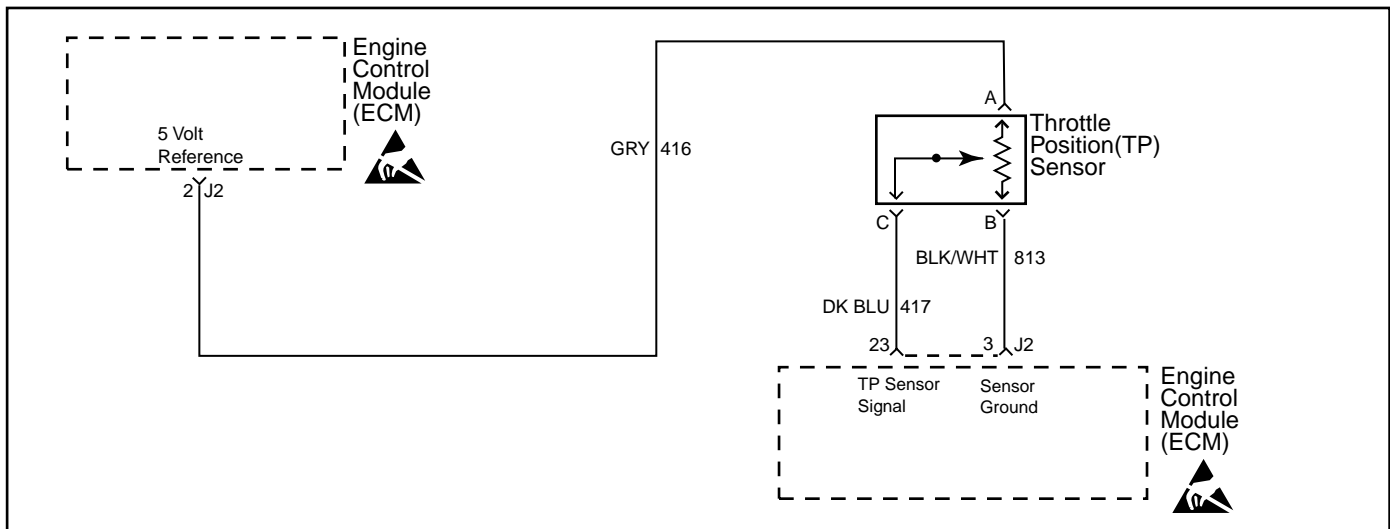 Engine
Control
Module
(ECM)
5 Volt
Reference
2 J2
GRY 416
A
Throttle
Position(TP)
Sensor
C B
BLK/WHT 813
DK BLU 417
23 3 J2
TP Sensor
Signal
Sensor
Ground
Engine
Control
Module
(ECM)